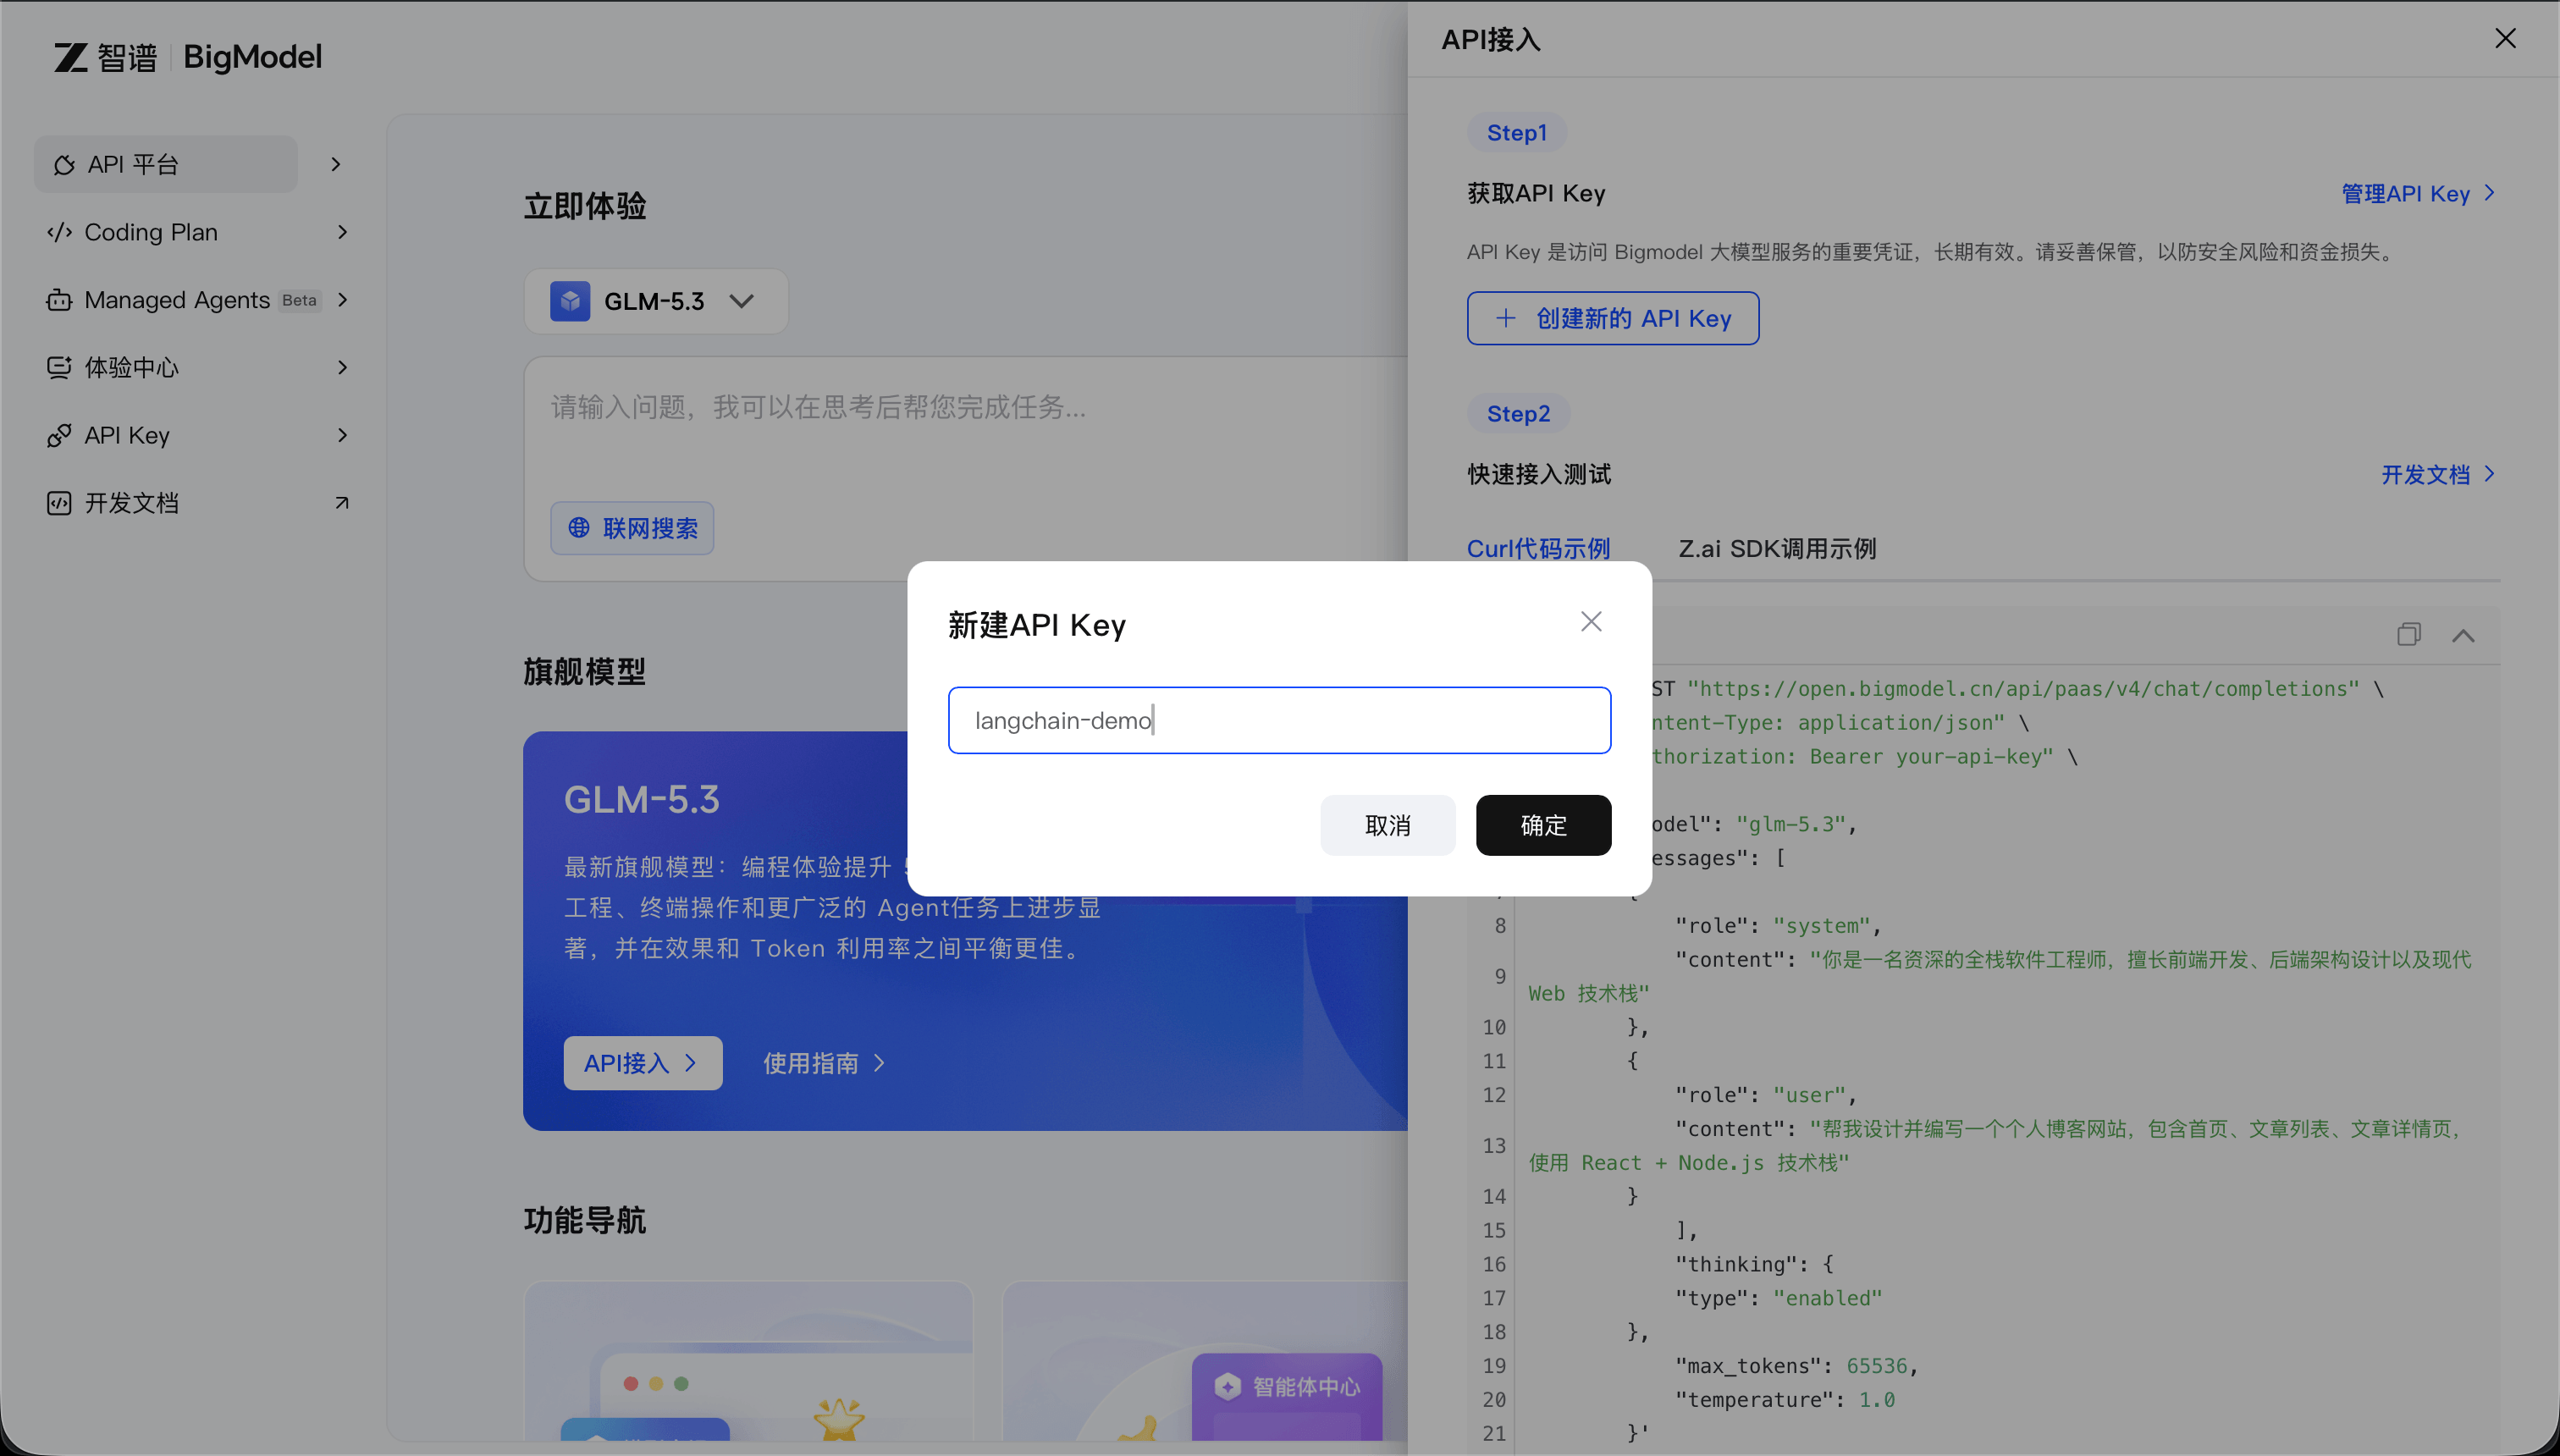 智谱 BigModel
API 平台
Coding Plan
Managed Agents Beta
体验中心
API Key
开发文档
立即体验
GLM-5.3
请输入问题，我可以在思考后帮您完成任务...
联网搜索
旗舰模型
GLM-5.3
最新旗舰模型：编程体验提升
工程、终端操作和更广泛的 Agent任务上进步显
著，并在效果和 Token 利用率之间平衡更佳。
API接入
使用指南
功能导航
智能体中心
API接入
Step1
获取API Key
管理API Key
API Key 是访问 Bigmodel 大模型服务的重要凭证，长期有效。请妥善保管，以防安全风险和资金损失。
创建新的 API Key
Step2
快速接入测试
开发文档
Curl代码示例
Z.ai SDK调用示例
新建API Key
langchain-demo
取消
确定
ST "https://open.bigmodel.cn/api/paas/v4/chat/completions" \
ntent-Type: application/json" \
thorization: Bearer your-api-key" \
odel": "glm-5.3",
essages": [
8 "role": "system",
9 "content": "你是一名资深的全栈软件工程师，擅长前端开发、后端架构设计以及现代
Web 技术栈"
10 },
11 {
12 "role": "user",
13 "content": "帮我设计并编写一个个人博客网站，包含首页、文章列表、文章详情页，
使用 React + Node.js 技术栈"
14 }
15 ],
16 "thinking": {
17 "type": "enabled"
18 },
19 "max_tokens": 65536,
20 "temperature": 1.0
21 }'